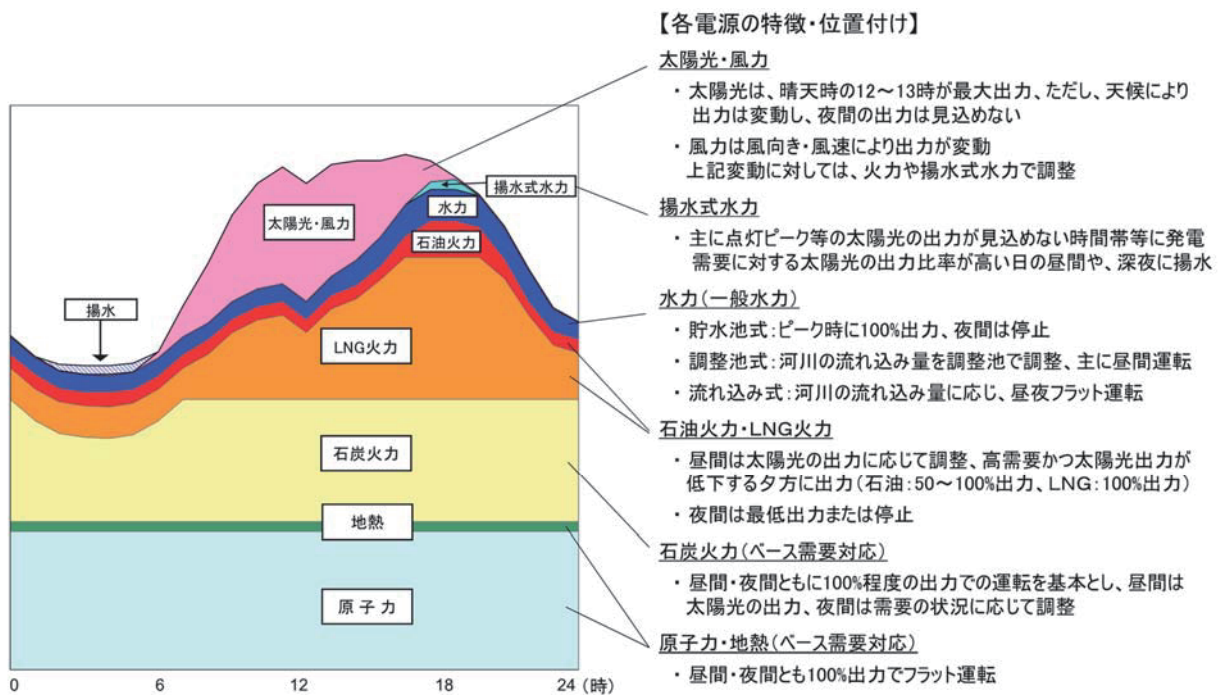 【各電源の特徴・位置付け】
太陽光・風力
・太陽光は、晴天時の12～13時が最大出力、ただし、天候により
出力は変動し、夜間の出力は見込めない
・風力は風向き・風速により出力が変動
上記変動に対しては、火力や揚水式水力で調整
揚水式水力
・主に点灯ピーク等の太陽光の出力が見込めない時間帯等に発電
需要に対する太陽光の出力比率が高い日の昼間や、深夜に揚水
水力(一般水力)
・貯水池式:ピーク時に100%出力、夜間は停止
・調整池式:河川の流れ込み量を調整池で調整、主に昼間運転
・流れ込み式:河川の流れ込み量に応じ、昼夜フラット運転
石油火力・LNG火力
・昼間は太陽光の出力に応じて調整、高需要かつ太陽光出力が
低下する夕方に出力(石油:50～100%出力、LNG:100%出力)
・夜間は最低出力または停止
石炭火力(ベース需要対応)
・昼間・夜間ともに100%程度の出力での運転を基本とし、昼間は
太陽光の出力、夜間は需要の状況に応じて調整
原子力・地熱(ベース需要対応)
・昼間・夜間とも100%出力でフラット運転
揚水式水力
水力
太陽光・風力
石油火力
揚水
LNG火力
石炭火力
地熱
原子力
0 6 12 18 24 (時)